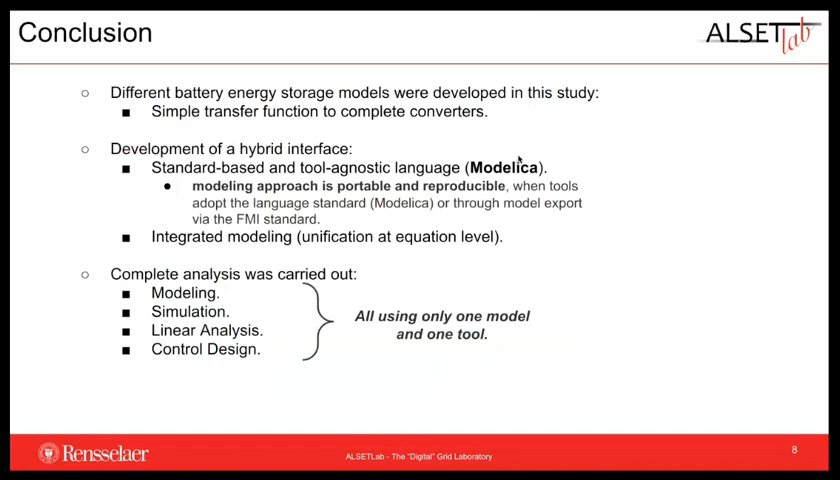 Conclusion
ALSETLab
○ Different battery energy storage models were developed in this study:
■ Simple transfer function to complete converters.
○ Development of a hybrid interface:
■ Standard-based and tool-agnostic language (Modelica).
● modeling approach is portable and reproducible, when tools
adopt the language standard (Modelica) or through model export
via the FMI standard.
■ Integrated modeling (unification at equation level).
○ Complete analysis was carried out:
■ Modeling.
■ Simulation.
■ Linear Analysis.
■ Control Design.
All using only one model
and one tool.
Rensselaer
ALSETLab - The "Digital" Grid Laboratory
8